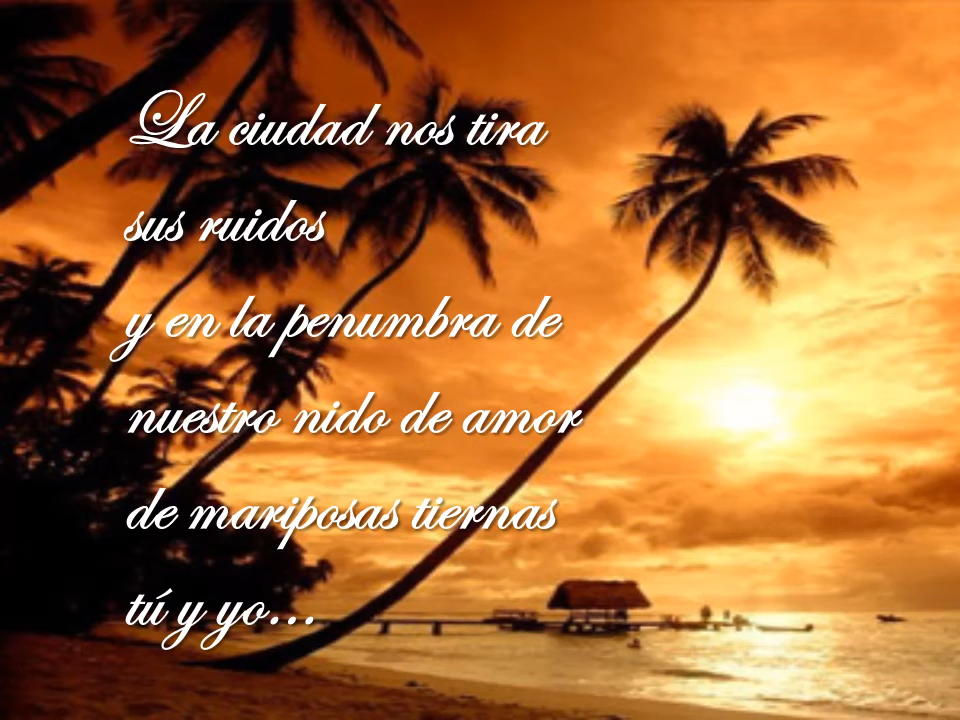 La ciudad nos tira
sus ruidos
y en la penumbra de
nuestro nido de amor
de mariposas tiernas
tú y yo...